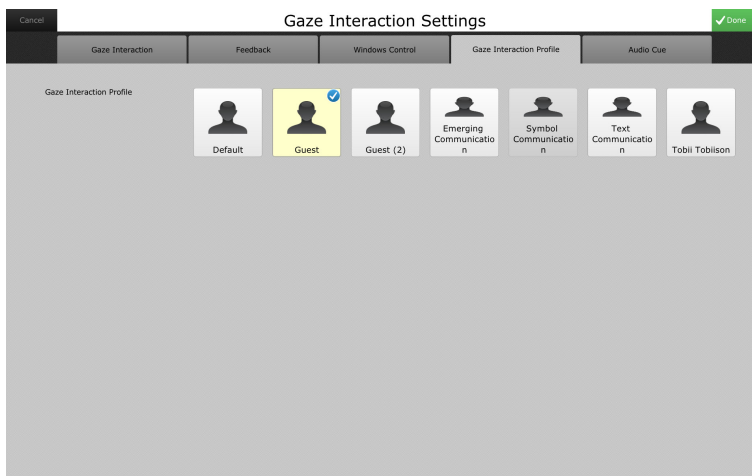 Cancel
Gaze Interaction Settings
Done
Gaze Interaction
Feedback
Windows Control
Gaze Interaction Profile
Audio Cue
Gaze Interaction Profile
Default
Guest
Guest (2)
Emerging
Communicatio
n
Symbol
Communicatio
n
Text
Communicatio
n
Tobii Tobiison